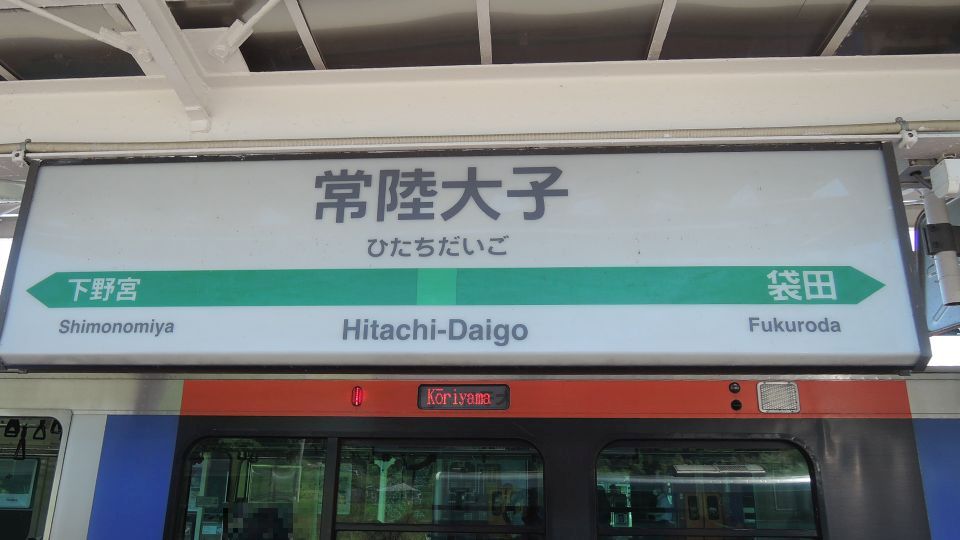 常陸大子
ひたちだいご
下野宮
袋田
Shimonomiya
Hitachi-Daigo
Fukuroda
Kōriyama